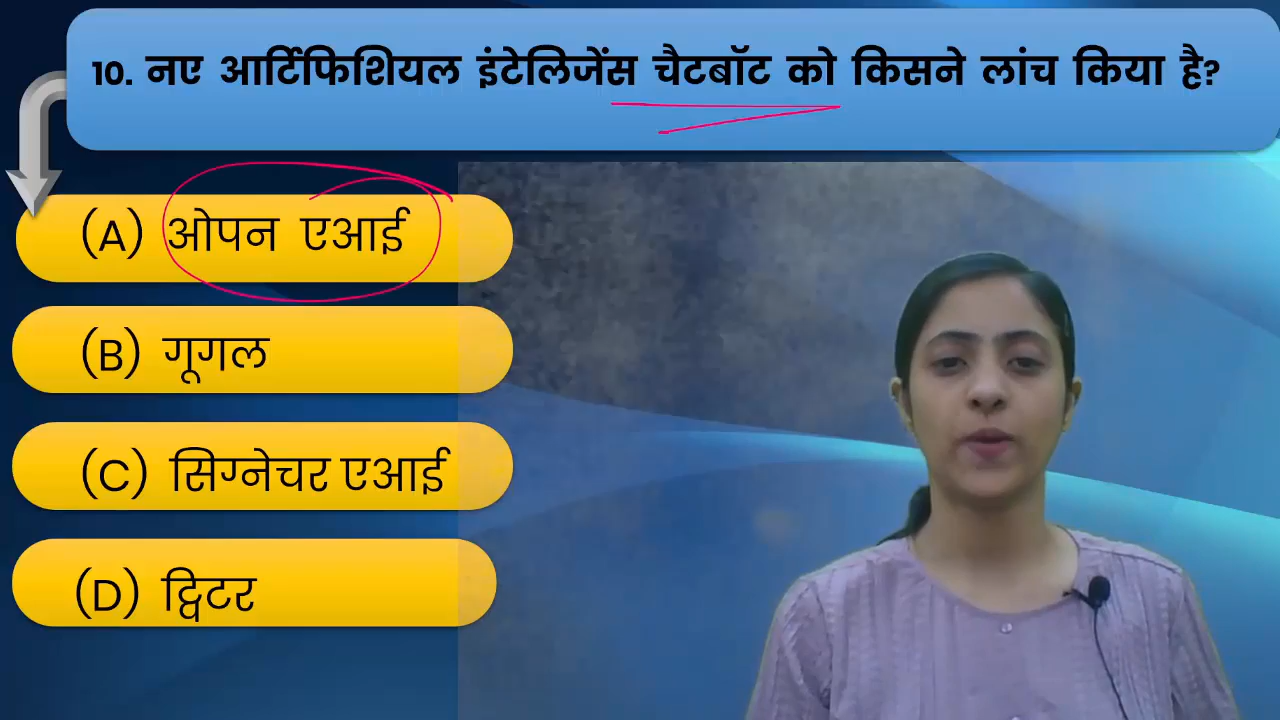 10. नए आर्टिफिशियल इंटेलिजेंस चैटबॉट को किसने लांच किया है?
(A) ओपन एआई
(B) गूगल
(C) सिग्नेचर एआई
(D) ट्विटर